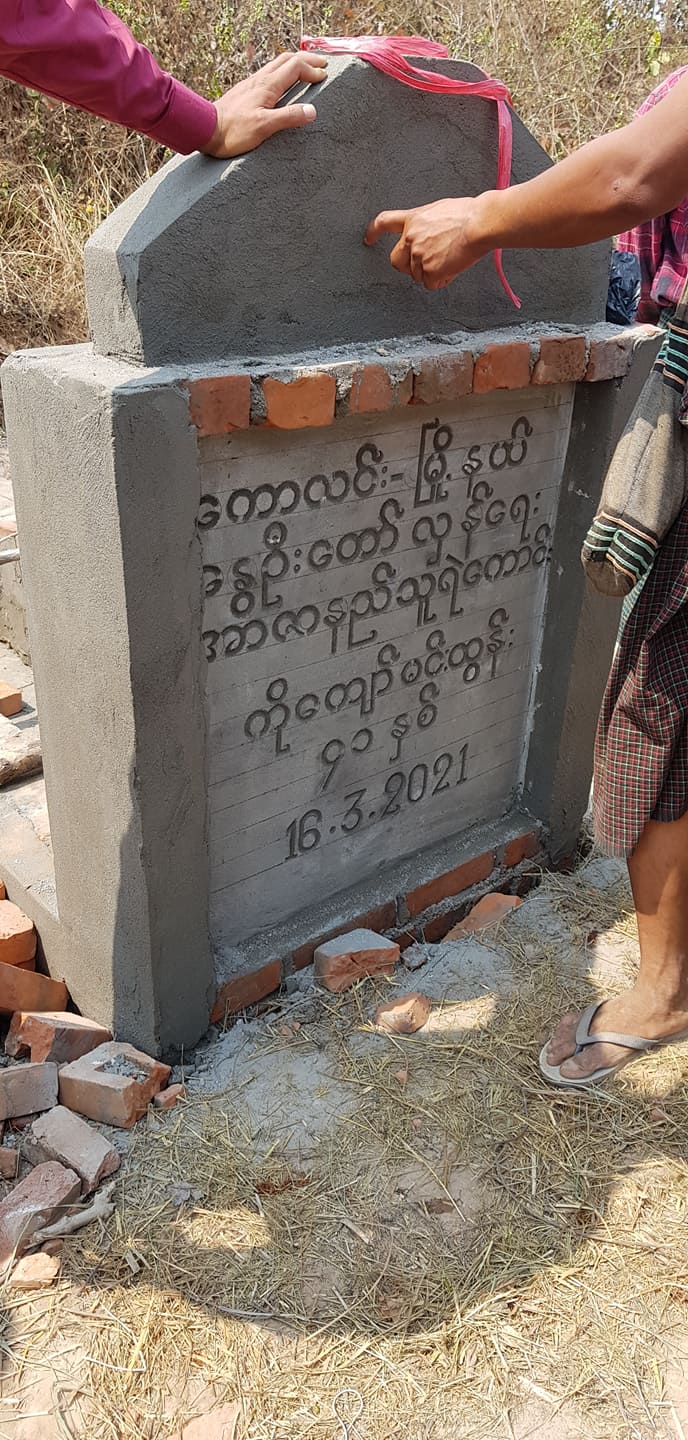 ကောလင်း-မြို့နယ်
နွေဦးတော်လှန်ရေး
အာဇာနည်သူရဲကောင်း
ကိုကျော်မင်းထွန်း
၄၁ နှစ်
16.3.2021